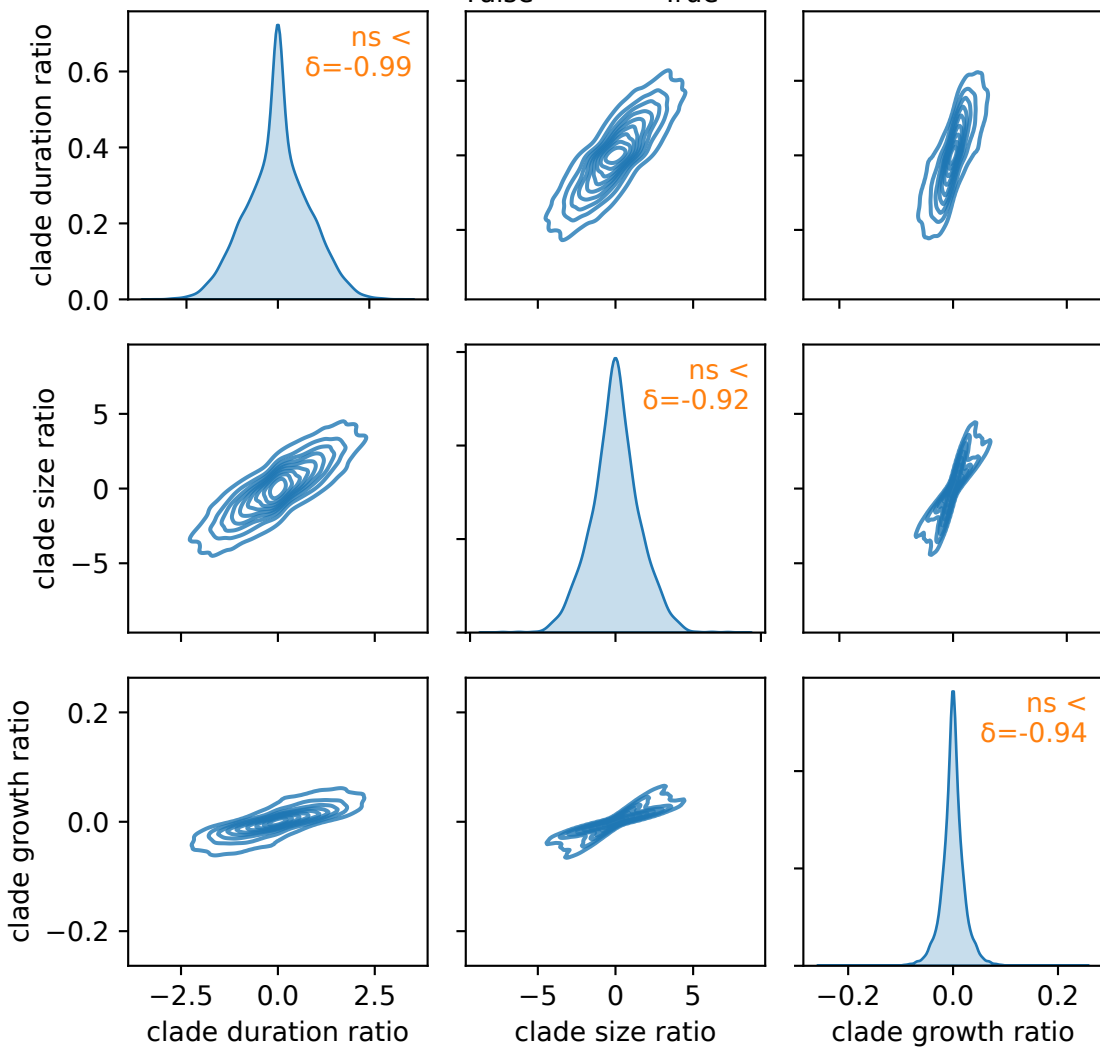 clade duration ratio
0.6
0.4
0.2
0.0
ns <
δ=-0.99
clade size ratio
5
0
−5
ns <
δ=-0.92
clade growth ratio
0.2
0.0
−0.2
ns <
δ=-0.94
−2.5 0.0 2.5
−5 0 5
−0.2 0.0 0.2
clade duration ratio
clade size ratio
clade growth ratio